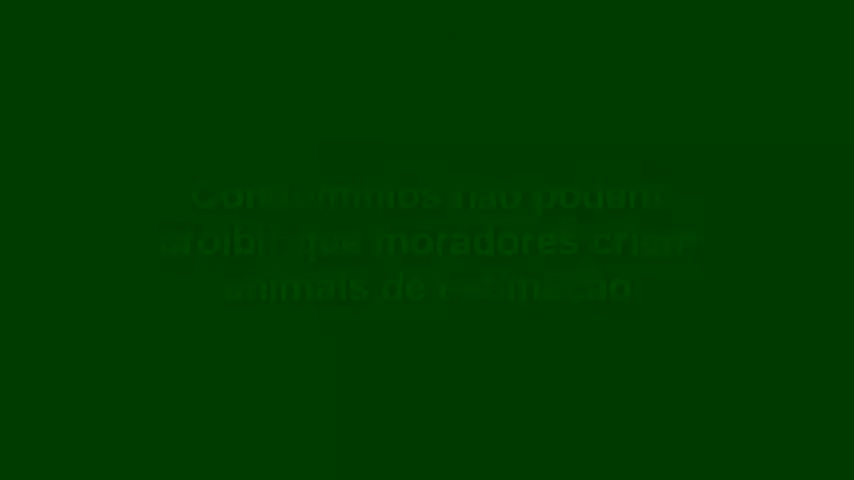 Condomínios não podem
proibir que moradores criem
animais de estimação